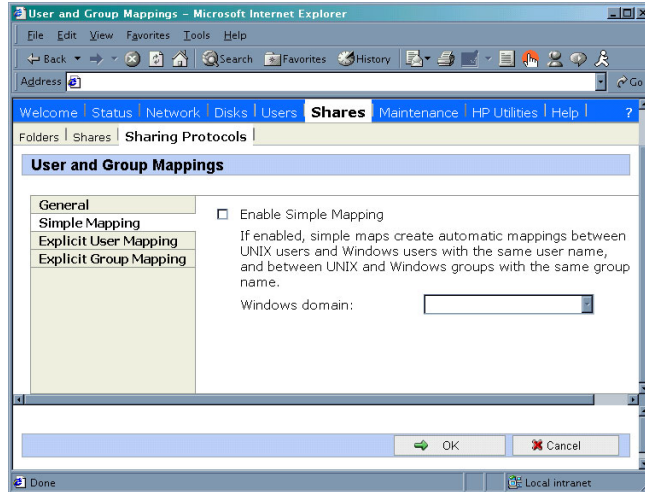 User and Group Mappings – Microsoft Internet Explorer
File Edit View Favorites Tools Help
Back Search Favorites History
Address Go
Welcome Status Network Disks Users Shares Maintenance HP Utilities Help ?
Folders Shares Sharing Protocols
User and Group Mappings
General
Simple Mapping
Explicit User Mapping
Explicit Group Mapping
Enable Simple Mapping
If enabled, simple maps create automatic mappings between
UNIX users and Windows users with the same user name,
and between UNIX and Windows groups with the same group
name.
Windows domain:
OK Cancel
Done Local intranet